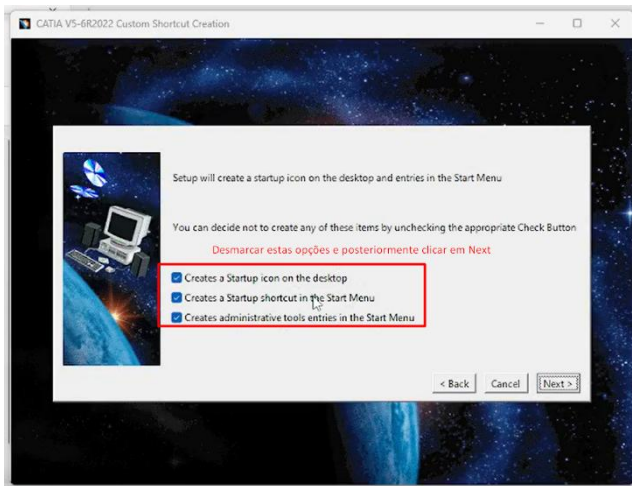 CATIA V5-6R2022 Custom Shortcut Creation
Setup will create a startup icon on the desktop and entries in the Start Menu
You can decide not to create any of these items by unchecking the appropriate Check Button
Desmarcar estas opções e posteriormente clicar em Next
Creates a Startup icon on the desktop
Creates a Startup shortcut in the Start Menu
Creates administrative tools entries in the Start Menu
< Back Cancel Next >